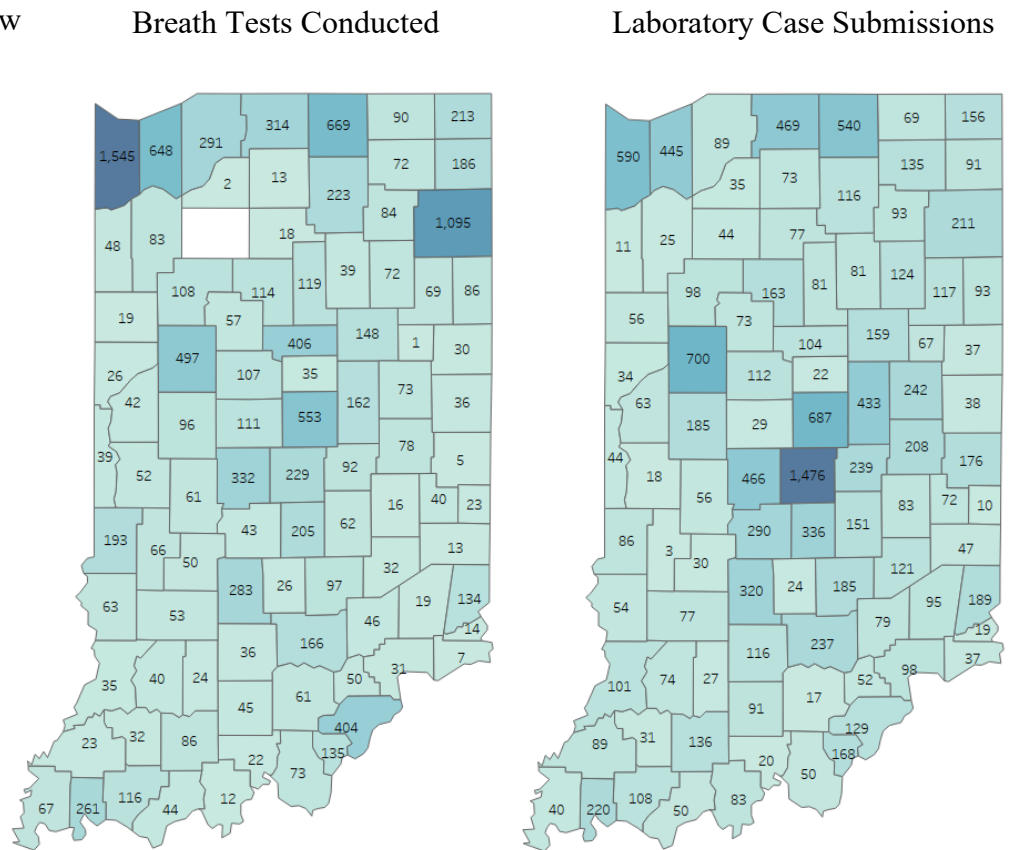 w
Breath Tests Conducted
Laboratory Case Submissions
1,545 648 291 314 669 90 213
2 13 72 186
223 84 1,095
48 83 18
108 114 119 39 72 69 86
19 57
497 406 148 1 30
26 107 35
42 96 111 553 162 73 36
39 52 61 332 229 92 78 5
16 40 23
193 66 50 43 205 62 13
63 53 283 26 97 32
46 19 134
14
36 166 7
35 40 24 50 31
45 61
23 32 86 404
22 135
73
67 261 116 44 12
590 445 89 469 540 69 156
35 73 135 91
116 93 211
11 25 44 77
98 163 81 81 124 117 93
56 73
700 104 159 67 37
34 112 22
63 185 29 687 433 242 38
44 18 56 466 1,476 239 208 176
83 72 10
86 3 30 290 336 151 47
54 77 320 24 185 121
79 95 189
19
116 237 37
101 74 27 52 98
91 17
89 31 136 129
20 168
50
40 220 108 50 83